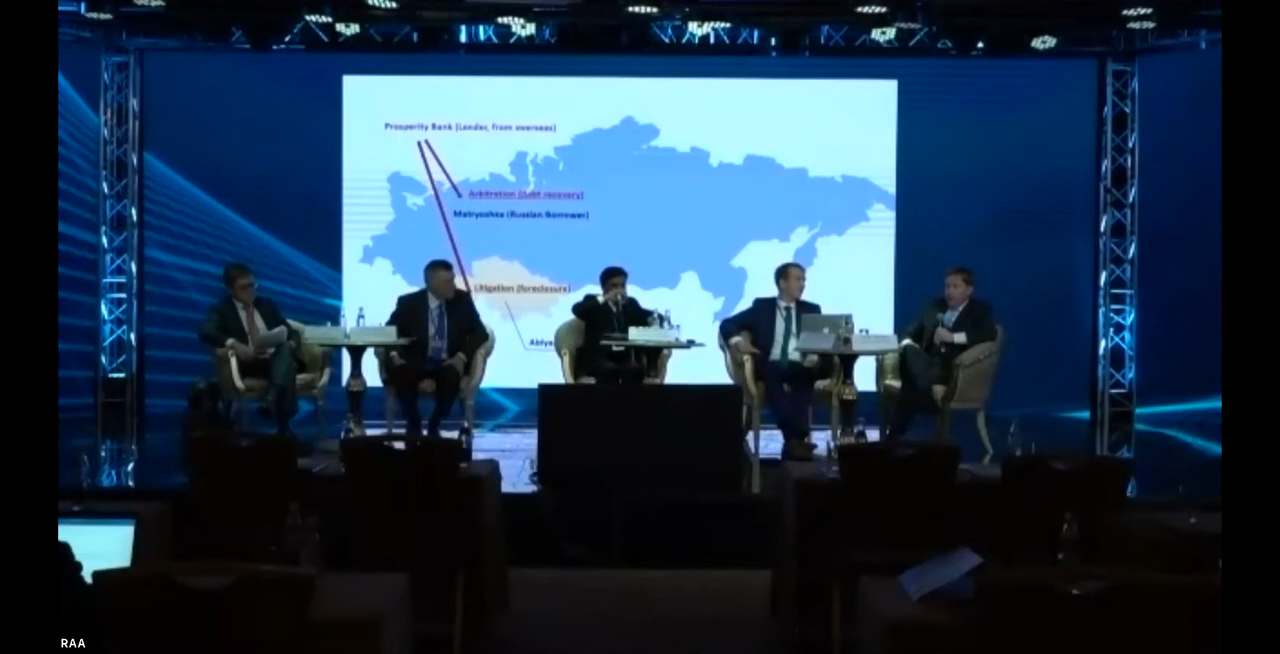 Prosperity Bank (Lender, from overseas)
Arbitration (debt recovery)
Matryoshka (Russian Borrower)
Litigation (foreclosure)
RAA